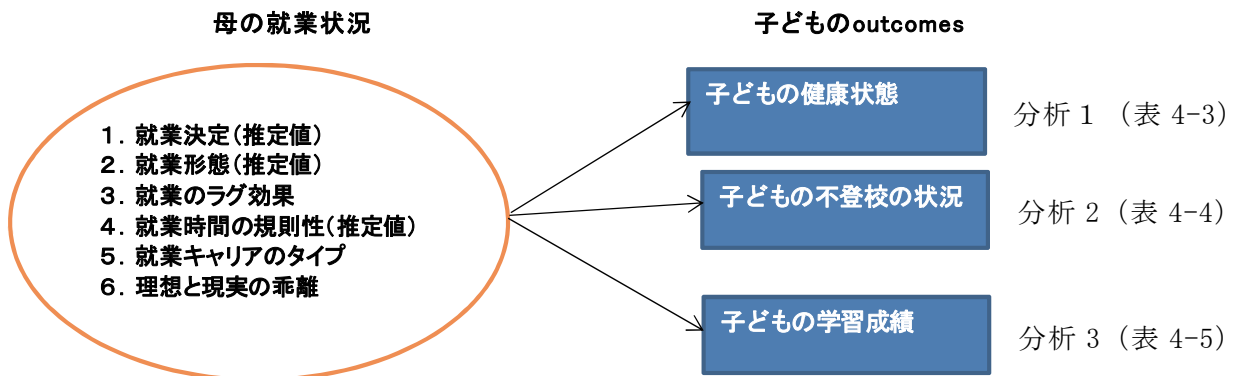 母の就業状況
子どものoutcomes
1．就業決定(推定値)
2．就業形態(推定値)
3．就業のラグ効果
4．就業時間の規則性(推定値)
5．就業キャリアのタイプ
6．理想と現実の乖離
子どもの健康状態
分析１ （表 4-3）
子どもの不登校の状況
分析 2（表 4-4）
子どもの学習成績
分析 3（表 4-5）